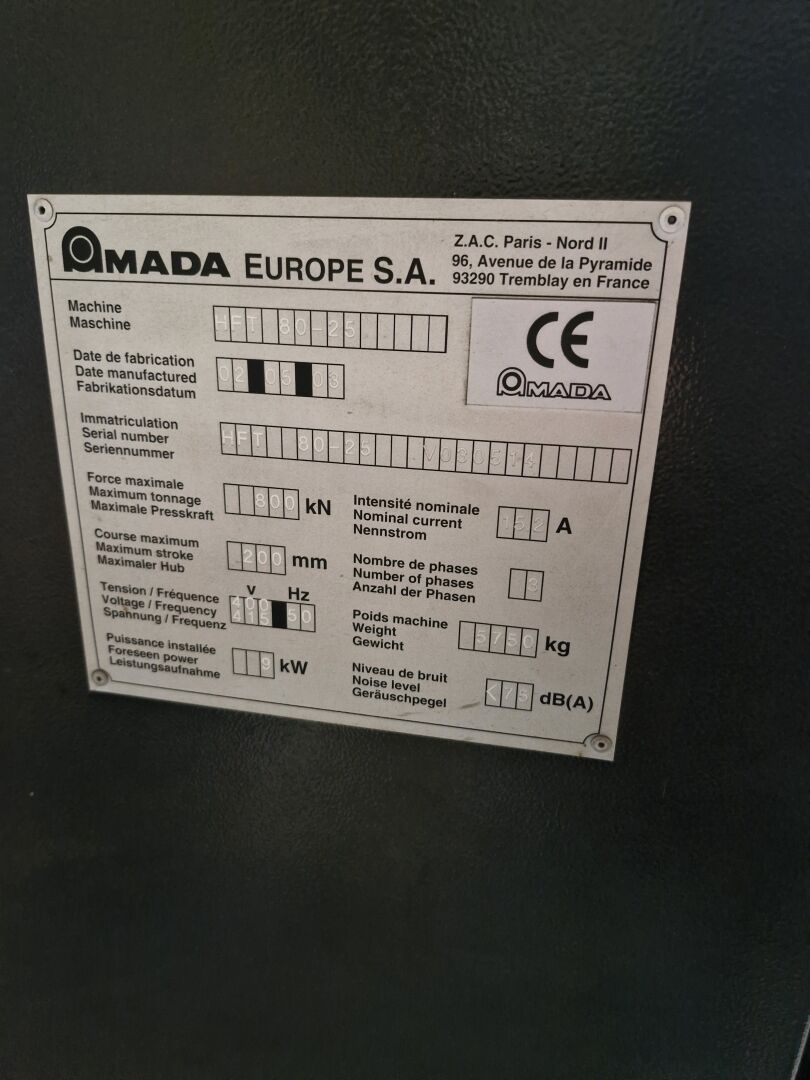 AMADA EUROPE S.A.
Z.A.C. Paris - Nord II
96, Avenue de la Pyramide
93290 Tremblay en France
Machine
Maschine
HFT 80-25
CE
AMADA
Date de fabrication
Date manufactured
Fabrikationsdatum
02 05 03
Immatriculation
Serial number
Seriennummer
HFT 80-25 V030514
Force maximale
Maximum tonnage
Maximale Presskraft
800 kN
Intensité nominale
Nominal current
Nennstrom
152 A
Course maximum
Maximum stroke
Maximaler Hub
200 mm
Nombre de phases
Number of phases
Anzahl der Phasen
3
Tension / Fréquence
Voltage / Frequency
Spannung / Frequenz
V Hz
400
415 50
Poids machine
Weight
Gewicht
5750 kg
Puissance installée
Foreseen power
Leistungsaufnahme
9 kW
Niveau de bruit
Noise level
Geräuschpegel
<75 dB(A)